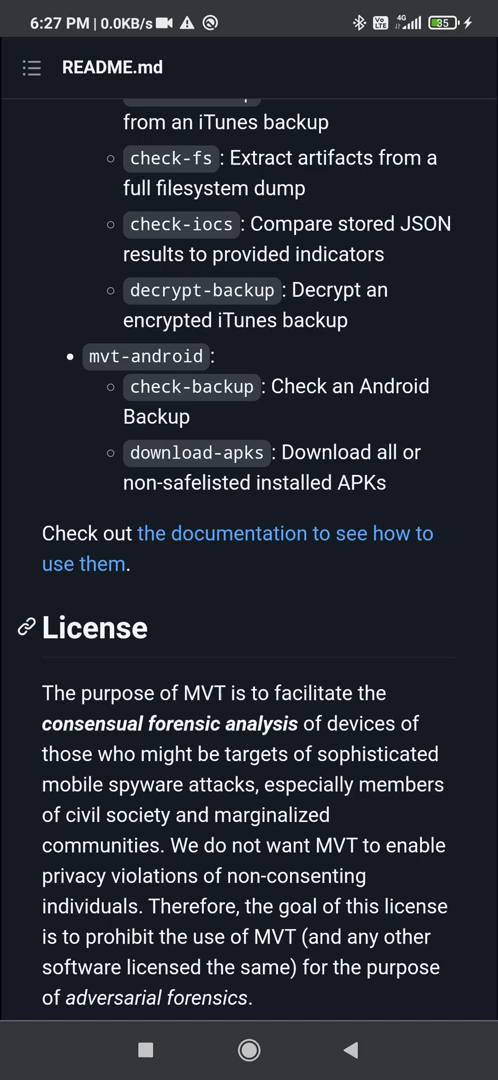 6:27 PM | 0.0KB/s
Vo LTE 4G 35
README.md
from an iTunes backup
check-fs: Extract artifacts from a
full filesystem dump
check-iocs: Compare stored JSON
results to provided indicators
decrypt-backup: Decrypt an
encrypted iTunes backup
mvt-android:
check-backup: Check an Android
Backup
download-apks: Download all or
non-safelisted installed APKs
Check out the documentation to see how to
use them.
License
The purpose of MVT is to facilitate the
consensual forensic analysis of devices of
those who might be targets of sophisticated
mobile spyware attacks, especially members
of civil society and marginalized
communities. We do not want MVT to enable
privacy violations of non-consenting
individuals. Therefore, the goal of this license
is to prohibit the use of MVT (and any other
software licensed the same) for the purpose
of adversarial forensics.